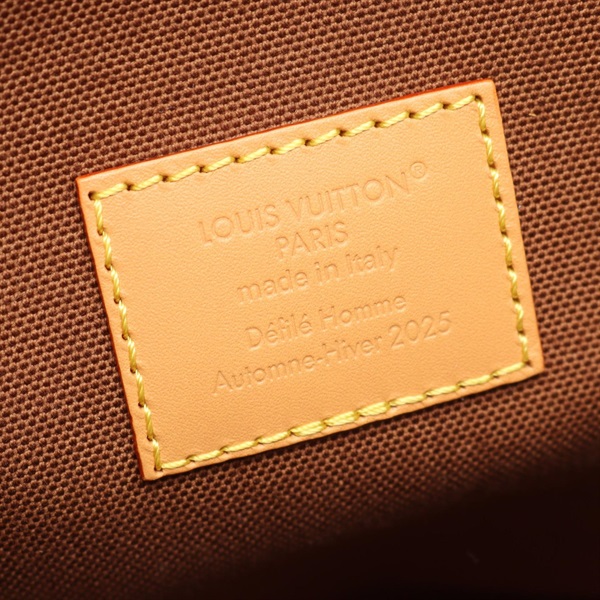 LOUIS VUITTON®
PARIS
made in Italy
Défilé Homme
Automne-Hiver 2025